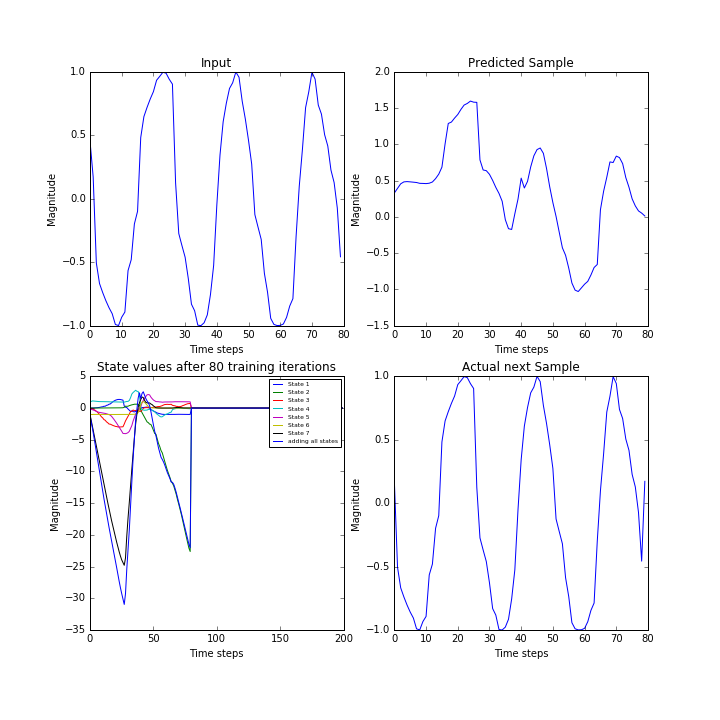 Input
Magnitude
1.0
0.5
0.0
−0.5
−1.0
0 10 20 30 40 50 60 70 80
Time steps
Predicted Sample
Magnitude
2.0
1.5
1.0
0.5
0.0
−0.5
−1.0
−1.5
0 10 20 30 40 50 60 70 80
Time steps
State values after 80 training iterations
Magnitude
5
0
−5
−10
−15
−20
−25
−30
−35
0 50 100 150 200
Time steps
State 1
State 2
State 3
State 4
State 5
State 6
State 7
adding all states
Actual next Sample
Magnitude
1.0
0.5
0.0
−0.5
−1.0
0 10 20 30 40 50 60 70 80
Time steps